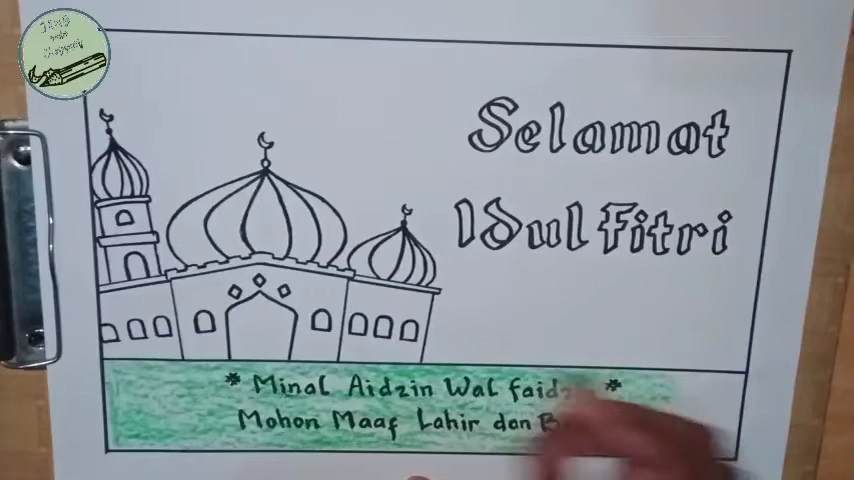 Selamat
Idul Fitri
* Minal Aidzin Wal *
Mohon Maaf Lahir dan